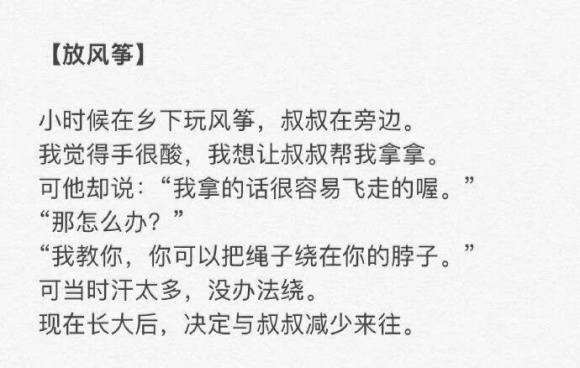 【放风筝】
小时候在乡下玩风筝，叔叔在旁边。
我觉得手很酸，我想让叔叔帮我拿拿。
可他却说：“我拿的话很容易飞走的喔。”
“那怎么办？”
“我教你，你可以把绳子绕在你的脖子。”
可当时汗太多，没办法绕。
现在长大后，决定与叔叔减少来往。